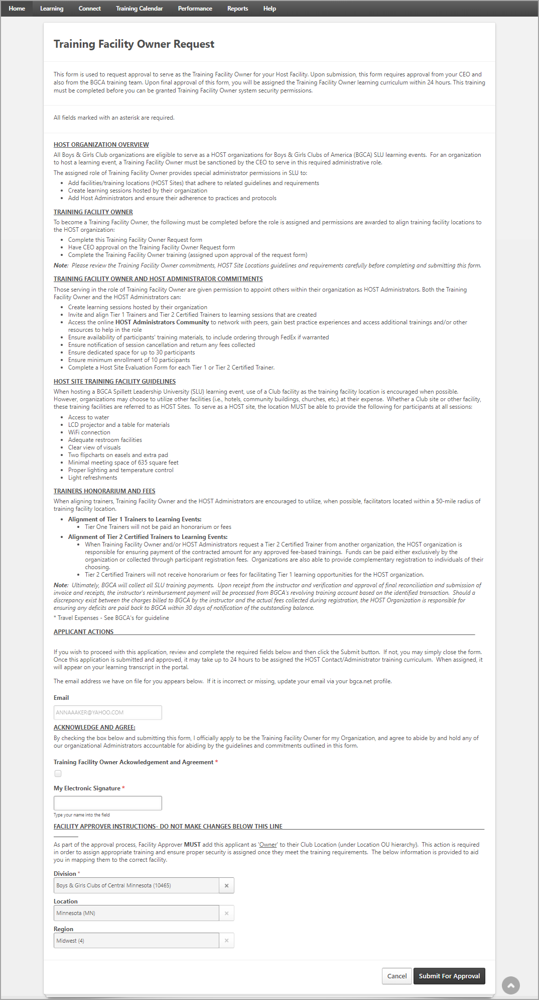 Home Learning Connect Training Calendar Performance Reports Help
Training Facility Owner Request
This form is used to request approval to serve as the Training Facility Owner for your Host Facility. Upon submission, this form requires approval from your CEO and
also from the BGCA training team. Upon final approval of this form, you will be assigned the Training Facility Owner learning curriculum within 24 hours. This training
must be completed before you can be granted Training Facility Owner system security permissions.
All fields marked with an asterisk are required.
HOST ORGANIZATION OVERVIEW
All Boys & Girls Club organizations are eligible to serve as a HOST organizations for Boys & Girls Clubs of America (BGCA) SLU learning events.  For an organization
to host a learning event, a Training Facility Owner must be sanctioned by the CEO to serve in this required administrative role.
The assigned role of Training Facility Owner provides special administrator permissions in SLU to:
• Add facilities/training locations (HOST Sites) that adhere to related guidelines and requirements
• Create learning sessions hosted by their organization
• Add Host Administrators and ensure their adherence to practices and protocols
TRAINING FACILITY OWNER
To become a Training Facility Owner, the following must be completed before the role is assigned and permissions are awarded to align training facility locations to
the HOST organization:
• Complete this Training Facility Owner Request form
• Have CEO approval on the Training Facility Owner Request form
• Complete the Training Facility Owner training (assigned upon approval of the request form)
Note:  Please review the Training Facility Owner commitments, HOST Site Locations guidelines and requirements carefully before completing and submitting this form.
TRAINING FACILITY OWNER AND HOST ADMINISTRATOR COMMITMENTS
Those serving in the role of Training Facility Owner are given permission to appoint others within their organization as HOST Administrators. Both the Training
Facility Owner and the HOST Administrators can:
• Create learning sessions hosted by their organization
• Invite and align Tier 1 Trainers and Tier 2 Certified Trainers to learning sessions that are created
• Access the online HOST Administrators Community to network with peers, gain best practice experiences and access additional trainings and/or other
resources to help in the role
• Ensure availability of participants' training materials, to include ordering through FedEx if warranted
• Ensure notification of session cancellation and return any fees collected
• Ensure dedicated space for up to 30 participants
• Ensure minimum enrollment of 10 participants
• Complete a Host Site Evaluation Form for each Tier 1 or Tier 2 Certified Trainer.
HOST SITE TRAINING FACILITY GUIDELINES
When hosting a BGCA Spillett Leadership University (SLU) learning event, use of a Club facility as the training facility location is encouraged when possible.
However, organizations may choose to utilize other facilities (i.e., hotels, community buildings, churches, etc.) at their expense.  Whether a Club site or other facility,
these training facilities are referred to as HOST Sites.  To serve as a HOST site, the location MUST be able to provide the following for participants at all sessions:
• Access to water
• LCD projector and a table for materials
• WiFi connection
• Adequate restroom facilities
• Clear view of visuals
• Two flipcharts on easels and extra pad
• Minimal meeting space of 635 square feet
• Proper lighting and temperature control
• Light refreshments
TRAINERS HONORARIUM AND FEES
When aligning trainers, Training Facility Owner and the HOST Administrators are encouraged to utilize, when possible, facilitators located within a 50-mile radius of
training facility location.
• Alignment of Tier 1 Trainers to Learning Events:
• Tier One Trainers will not be paid an honorarium or fees
• Alignment of Tier 2 Certified Trainers to Learning Events:
• When Training Facility Owner and/or HOST Administrators request a Tier 2 Certified Trainer from another organization, the HOST organization is
responsible for ensuring payment of the contracted amount for any approved fee-based trainings.  Funds can be paid either exclusively by the
organization or collected through participant registration fees.  Organizations are also able to provide complementary registration to individuals of their
choosing.
• Tier 2 Certified Trainers will not receive honorarium or fees for facilitating Tier 1 learning opportunities for the HOST organization.
Note:  Ultimately, BGCA will collect all SLU training payments.  Upon receipt from the instructor and verification and approval of final reconciliation and submission of
invoice and receipts, the instructor's reimbursement payment will be processed from BGCA's revolving training account based on the identified transaction.  Should a
discrepancy exist between the charges billed to BGCA by the instructor and the actual fees collected during registration, the HOST Organization is responsible for
ensuring any deficits are paid back to BGCA within 30 days of notification of the outstanding balance.
* Travel Expenses - See BGCA's for guideline
APPLICANT ACTIONS
If you wish to proceed with this application, review and complete the required fields below and then click the Submit button.  If not, you may simply close the form.
Once this application is submitted and approved, it may take up to 24 hours to be assigned the HOST Contact/Administrator training curriculum.  When assigned, it
will appear on your learning transcript in the portal.
The email address we have on file for you appears below.  If it is incorrect or missing, update your email via your bgca.net profile.
Email
ANNAAAKER@YAHOO.COM
ACKNOWLEDGE AND AGREE:
By checking the box below and submitting this form, I officially apply to be the Training Facility Owner for my Organization, and agree to abide by and hold any of
our organizational Administrators accountable for abiding by the guidelines and commitments outlined in this form.
Training Facility Owner Ackowledgement and Agreement *
My Electronic Signature *
Type your name into the field
FACILITY APPROVER INSTRUCTIONS- DO NOT MAKE CHANGES BELOW THIS LINE
As part of the approval process, Facility Approver MUST add this applicant as 'Owner' to their Club Location (under Location OU hierarchy).  This action is required
in order to assign appropriate training and ensure proper security is assigned once they meet the training requirements.  The below information is provided to aid
you in mapping them to the correct facility.
Division *
Boys & Girls Clubs of Central Minnesota (10465)
Location
Minnesota (MN)
Region
Midwest (4)
Cancel Submit For Approval